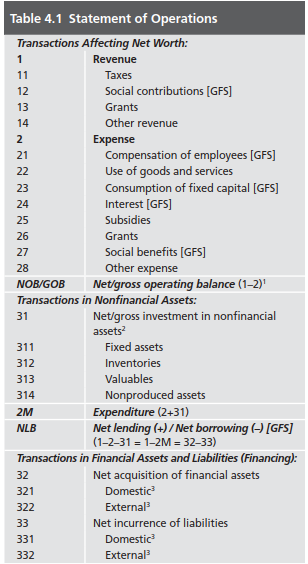 Table 4.1 Statement of Operations
Transactions Affecting Net Worth:
1 Revenue
11 Taxes
12 Social contributions [GFS]
13 Grants
14 Other revenue
2 Expense
21 Compensation of employees [GFS]
22 Use of goods and services
23 Consumption of fixed capital [GFS]
24 Interest [GFS]
25 Subsidies
26 Grants
27 Social benefits [GFS]
28 Other expense
NOB/GOB Net/gross operating balance (1–2)¹
Transactions in Nonfinancial Assets:
31 Net/gross investment in nonfinancial
assets²
311 Fixed assets
312 Inventories
313 Valuables
314 Nonproduced assets
2M Expenditure (2+31)
NLB Net lending (+) / Net borrowing (–) [GFS]
(1–2–31 = 1–2M = 32–33)
Transactions in Financial Assets and Liabilities (Financing):
32 Net acquisition of financial assets
321 Domestic³
322 External³
33 Net incurrence of liabilities
331 Domestic³
332 External³